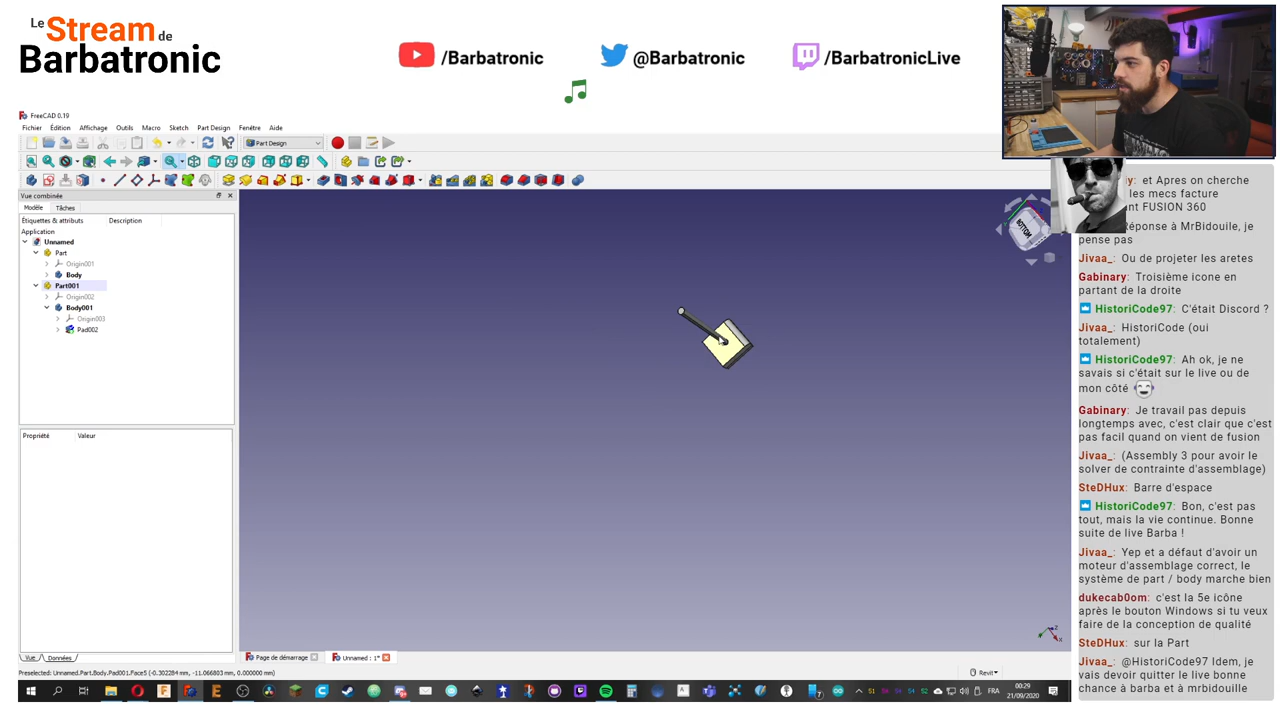 Le
Stream de
Barbatronic
/Barbatronic
@Barbatronic
/BarbatronicLive
FreeCAD 0.19
Fichier Édition Affichage Outils Macro Sketch Part Design Fenêtre Aide
Part Design
Vue combinée
Modèle Tâches
Étiquettes & attributs Description
Application
Unnamed
Part
Origin001
Body
Part001
Origin002
Body001
Origin003
Pad002
Propriété Valeur
Vue Données
Page de démarrage
Unnamed : 1*
Preselected: Unnamed.Part.Body.Pad001.Face5 (-0.302284 mm, -11.066803 mm, 0.000000 mm)
Revit
BOTTOM
y: et Apres on cherche
les mecs facture
nt FUSION 360
Réponse à MrBidouile, je
pense pas
Jivaa_: Ou de projeter les aretes
Gabinary: Troisième icone en
partant de la droite
HistoriCode97: C'était Discord ?
Jivaa_: HistoriCode (oui
totalement)
HistoriCode97: Ah ok, je ne
savais si c'était sur le live ou de
mon côté
Gabinary: Je travail pas depuis
longtemps avec, c'est clair que c'est
pas facil quand on vient de fusion
Jivaa_: (Assembly 3 pour avoir le
solver de contrainte d'assemblage)
SteDHux: Barre d'espace
HistoriCode97: Bon, c'est pas
tout, mais la vie continue. Bonne
suite de live Barba !
Jivaa_: Yep et a défaut d'avoir un
moteur d'assemblage correct, le
système de part / body marche bien
dukecab0om: c'est la 5e icône
après le bouton Windows si tu veux
faire de la conception de qualité
SteDHux: sur la Part
Jivaa_: @HistoriCode97 Idem, je
vais devoir quitter le live bonne
chance à barba et à mrbidouille
FRA
00:29
21/09/2020